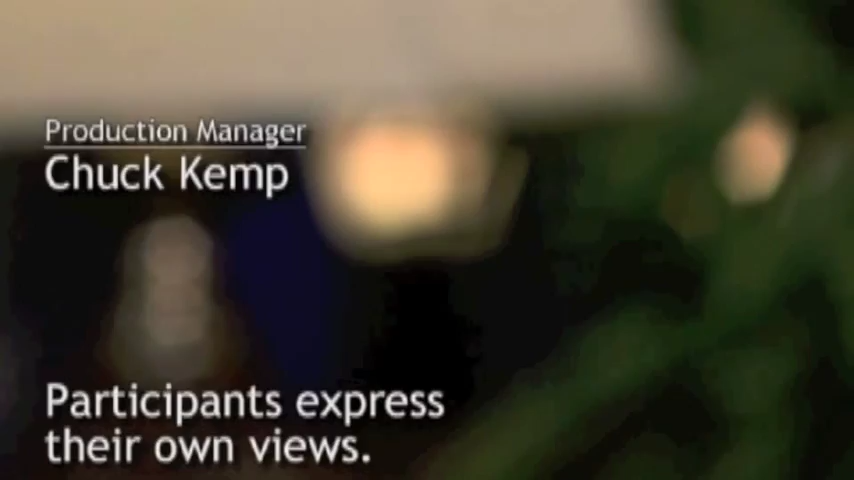 Production Manager
Chuck Kemp
Participants express
their own views.